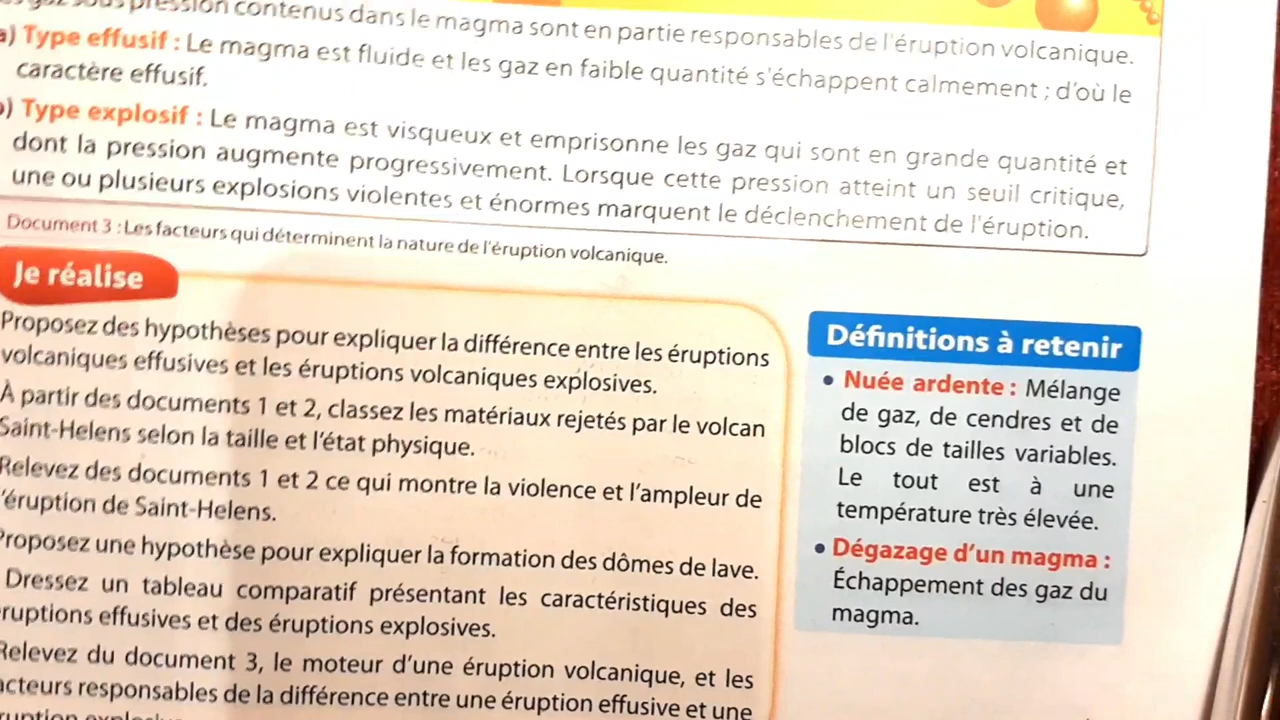 gaz sous pression contenus dans le magma sont en partie responsables de l'éruption volcanique.
a) Type effusif : Le magma est fluide et les gaz en faible quantité s'échappent calmement ; d'où le
caractère effusif.
b) Type explosif : Le magma est visqueux et emprisonne les gaz qui sont en grande quantité et
dont la pression augmente progressivement. Lorsque cette pression atteint un seuil critique,
une ou plusieurs explosions violentes et énormes marquent le déclenchement de l'éruption.
Document 3 : Les facteurs qui déterminent la nature de l'éruption volcanique.
Je réalise
Proposez des hypothèses pour expliquer la différence entre les éruptions
volcaniques effusives et les éruptions volcaniques explosives.
À partir des documents 1 et 2, classez les matériaux rejetés par le volcan
Saint-Helens selon la taille et l'état physique.
Relevez des documents 1 et 2 ce qui montre la violence et l'ampleur de
l'éruption de Saint-Helens.
Proposez une hypothèse pour expliquer la formation des dômes de lave.
Dressez un tableau comparatif présentant les caractéristiques des
éruptions effusives et des éruptions explosives.
Relevez du document 3, le moteur d'une éruption volcanique, et les
facteurs responsables de la différence entre une éruption effusive et une
Définitions à retenir
• Nuée ardente : Mélange
de gaz, de cendres et de
blocs de tailles variables.
Le tout est à une
température très élevée.
• Dégazage d'un magma :
Échappement des gaz du
magma.